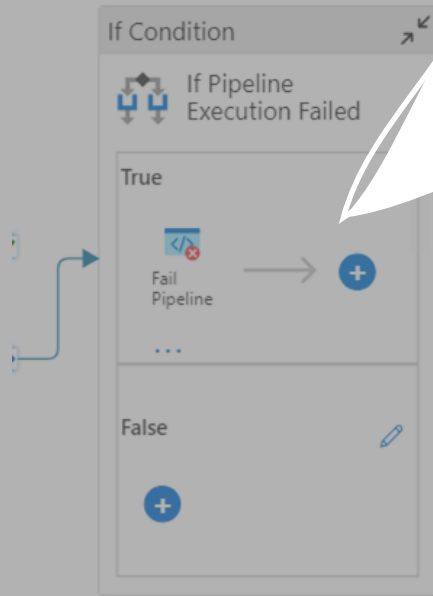 If Condition
If Pipeline
Execution Failed
True
Fail
Pipeline
...
False